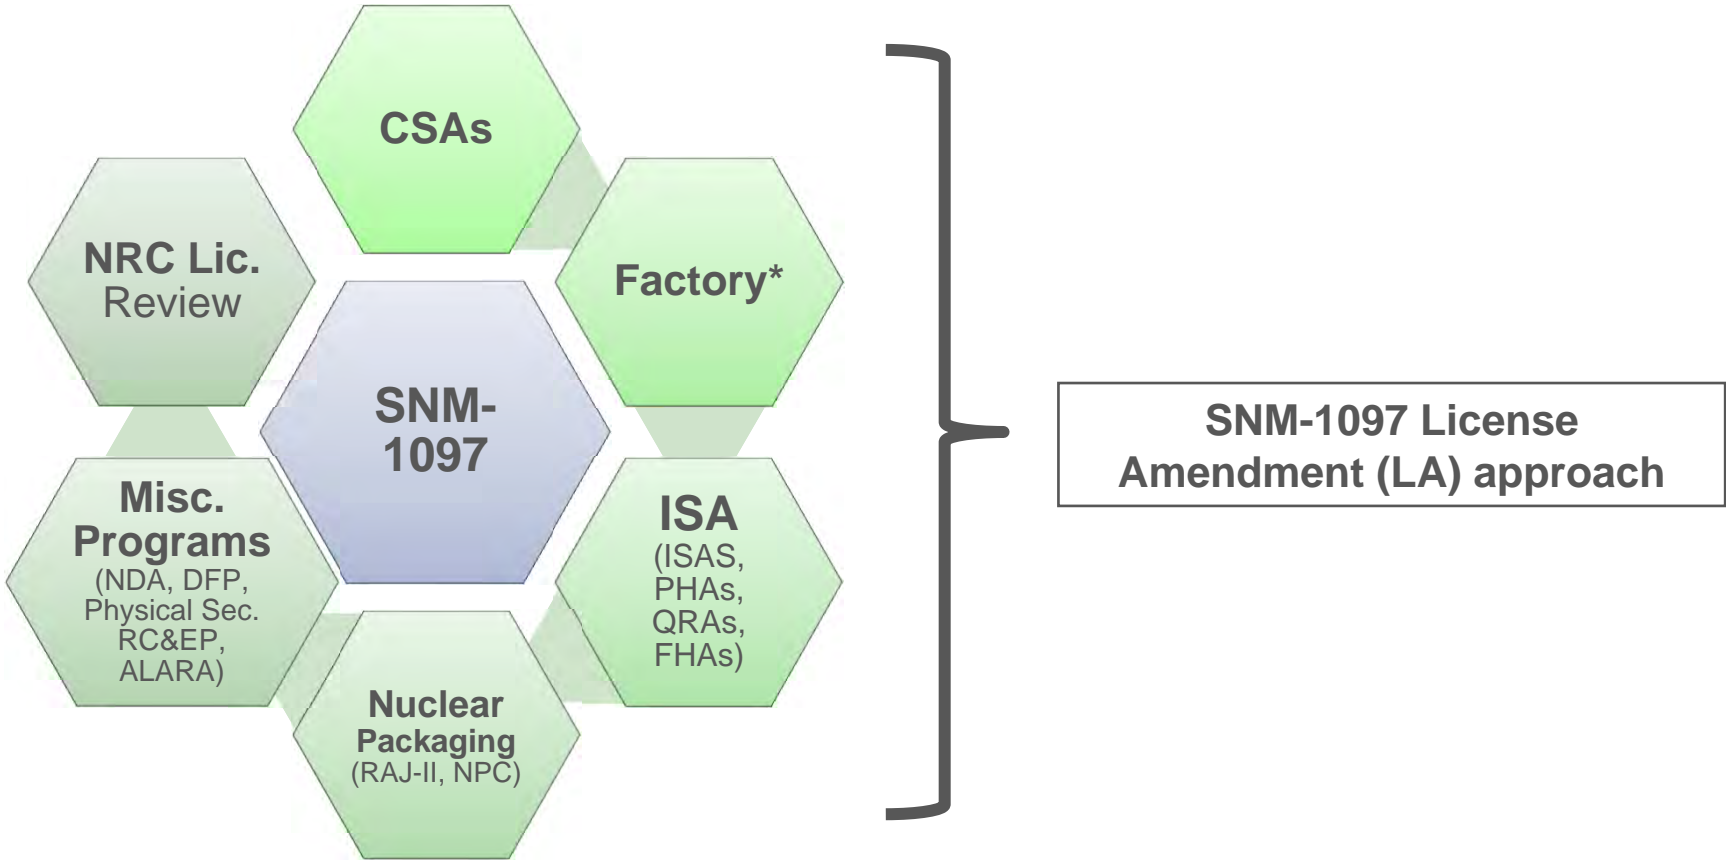 CSAs
NRC Lic.
Review
Factory*
SNM-
1097
SNM-1097 License
Amendment (LA) approach
Misc.
Programs
(NDA, DFP,
Physical Sec.
RC&EP,
ALARA)
ISA
(ISAS,
PHAs,
QRAs,
FHAs)
Nuclear
Packaging
(RAJ-II, NPC)